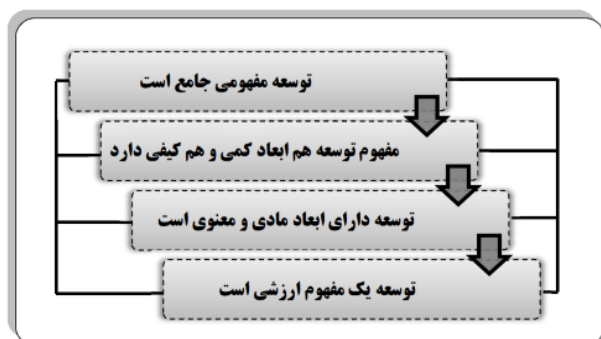 توسعه مفهومی جامع است
مفهوم توسعه هم ابعاد کمی و هم کیفی دارد
توسعه دارای ابعاد مادی و معنوی است
توسعه یک مفهوم ارزشی است